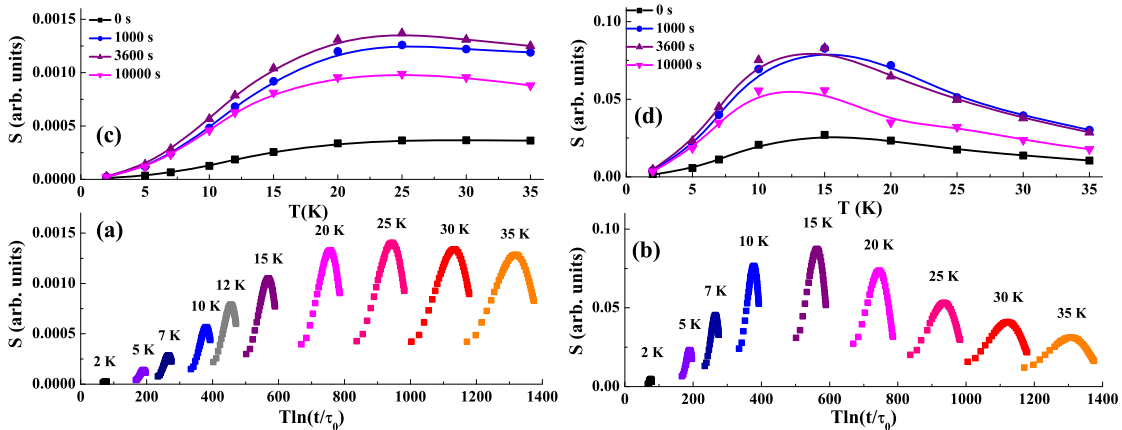 S (arb. units)
0.0015
0.0010
0.0005
0.0000
0 s
1000 s
3600 s
10000 s
(c)
0 5 10 15 20 25 30 35
T(K)
S (arb. units)
0.10
0.05
0.00
0 s
1000 s
3600 s
10000 s
(d)
0 5 10 15 20 25 30 35
T (K)
S (arb. units)
0.0015
0.0010
0.0005
0.0000
(a)
2 K
5 K
7 K
10 K
12 K
15 K
20 K
25 K
30 K
35 K
0 200 400 600 800 1000 1200 1400
Tln(t/τ₀)
S (arb. units)
0.10
0.05
0.00
(b)
2 K
5 K
7 K
10 K
15 K
20 K
25 K
30 K
35 K
0 200 400 600 800 1000 1200 1400
Tln(t/τ₀)